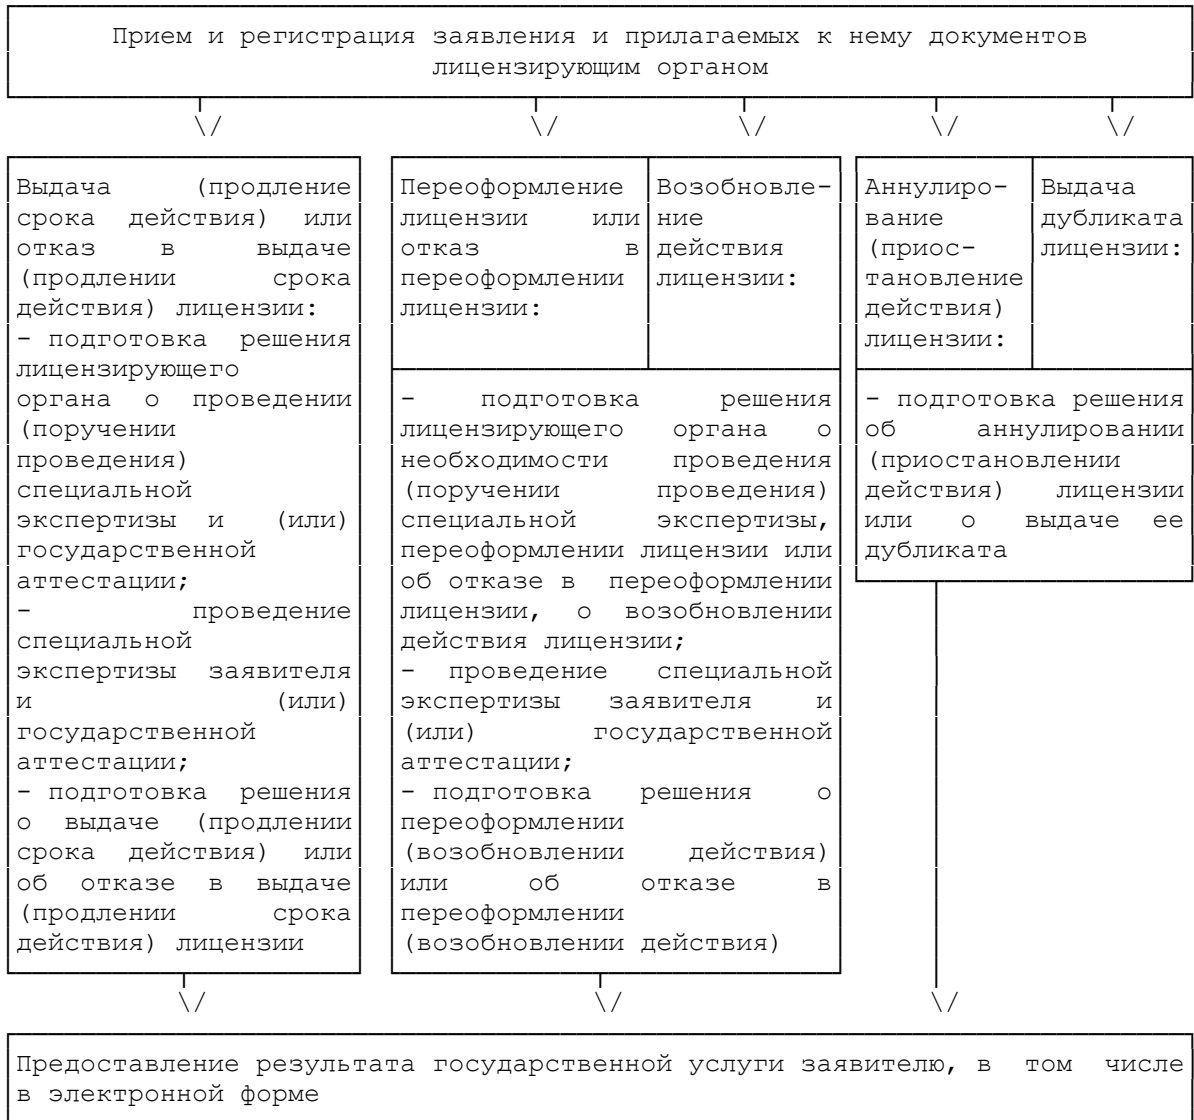 Прием и регистрация заявления и прилагаемых к нему документов
лицензирующим органом
\/ \/ \/ \/ \/
Выдача (продление
срока действия) или
отказ в выдаче
(продлении срока
действия) лицензии:
- подготовка решения
лицензирующего
органа о проведении
(поручении
проведения)
специальной
экспертизы и (или)
государственной
аттестации;
- проведение
специальной
экспертизы заявителя
и (или)
государственной
аттестации;
- подготовка решения
о выдаче (продлении
срока действия) или
об отказе в выдаче
(продлении срока
действия) лицензии
Переоформление
лицензии или
отказ в
переоформлении
лицензии:
Возобновле-
ние
действия
лицензии:
- подготовка решения
лицензирующего органа о
необходимости проведения
(поручении проведения)
специальной экспертизы,
переоформлении лицензии или
об отказе в переоформлении
лицензии, о возобновлении
действия лицензии;
- проведение специальной
экспертизы заявителя и
(или) государственной
аттестации;
- подготовка решения о
переоформлении
(возобновлении действия)
или об отказе в
переоформлении
(возобновлении действия)
Аннулиро-
вание
(приос-
тановление
действия)
лицензии:
Выдача
дубликата
лицензии:
- подготовка решения
об аннулировании
(приостановлении
действия) лицензии
или о выдаче ее
дубликата
\/ \/ \/
Предоставление результата государственной услуги заявителю, в том числе
в электронной форме